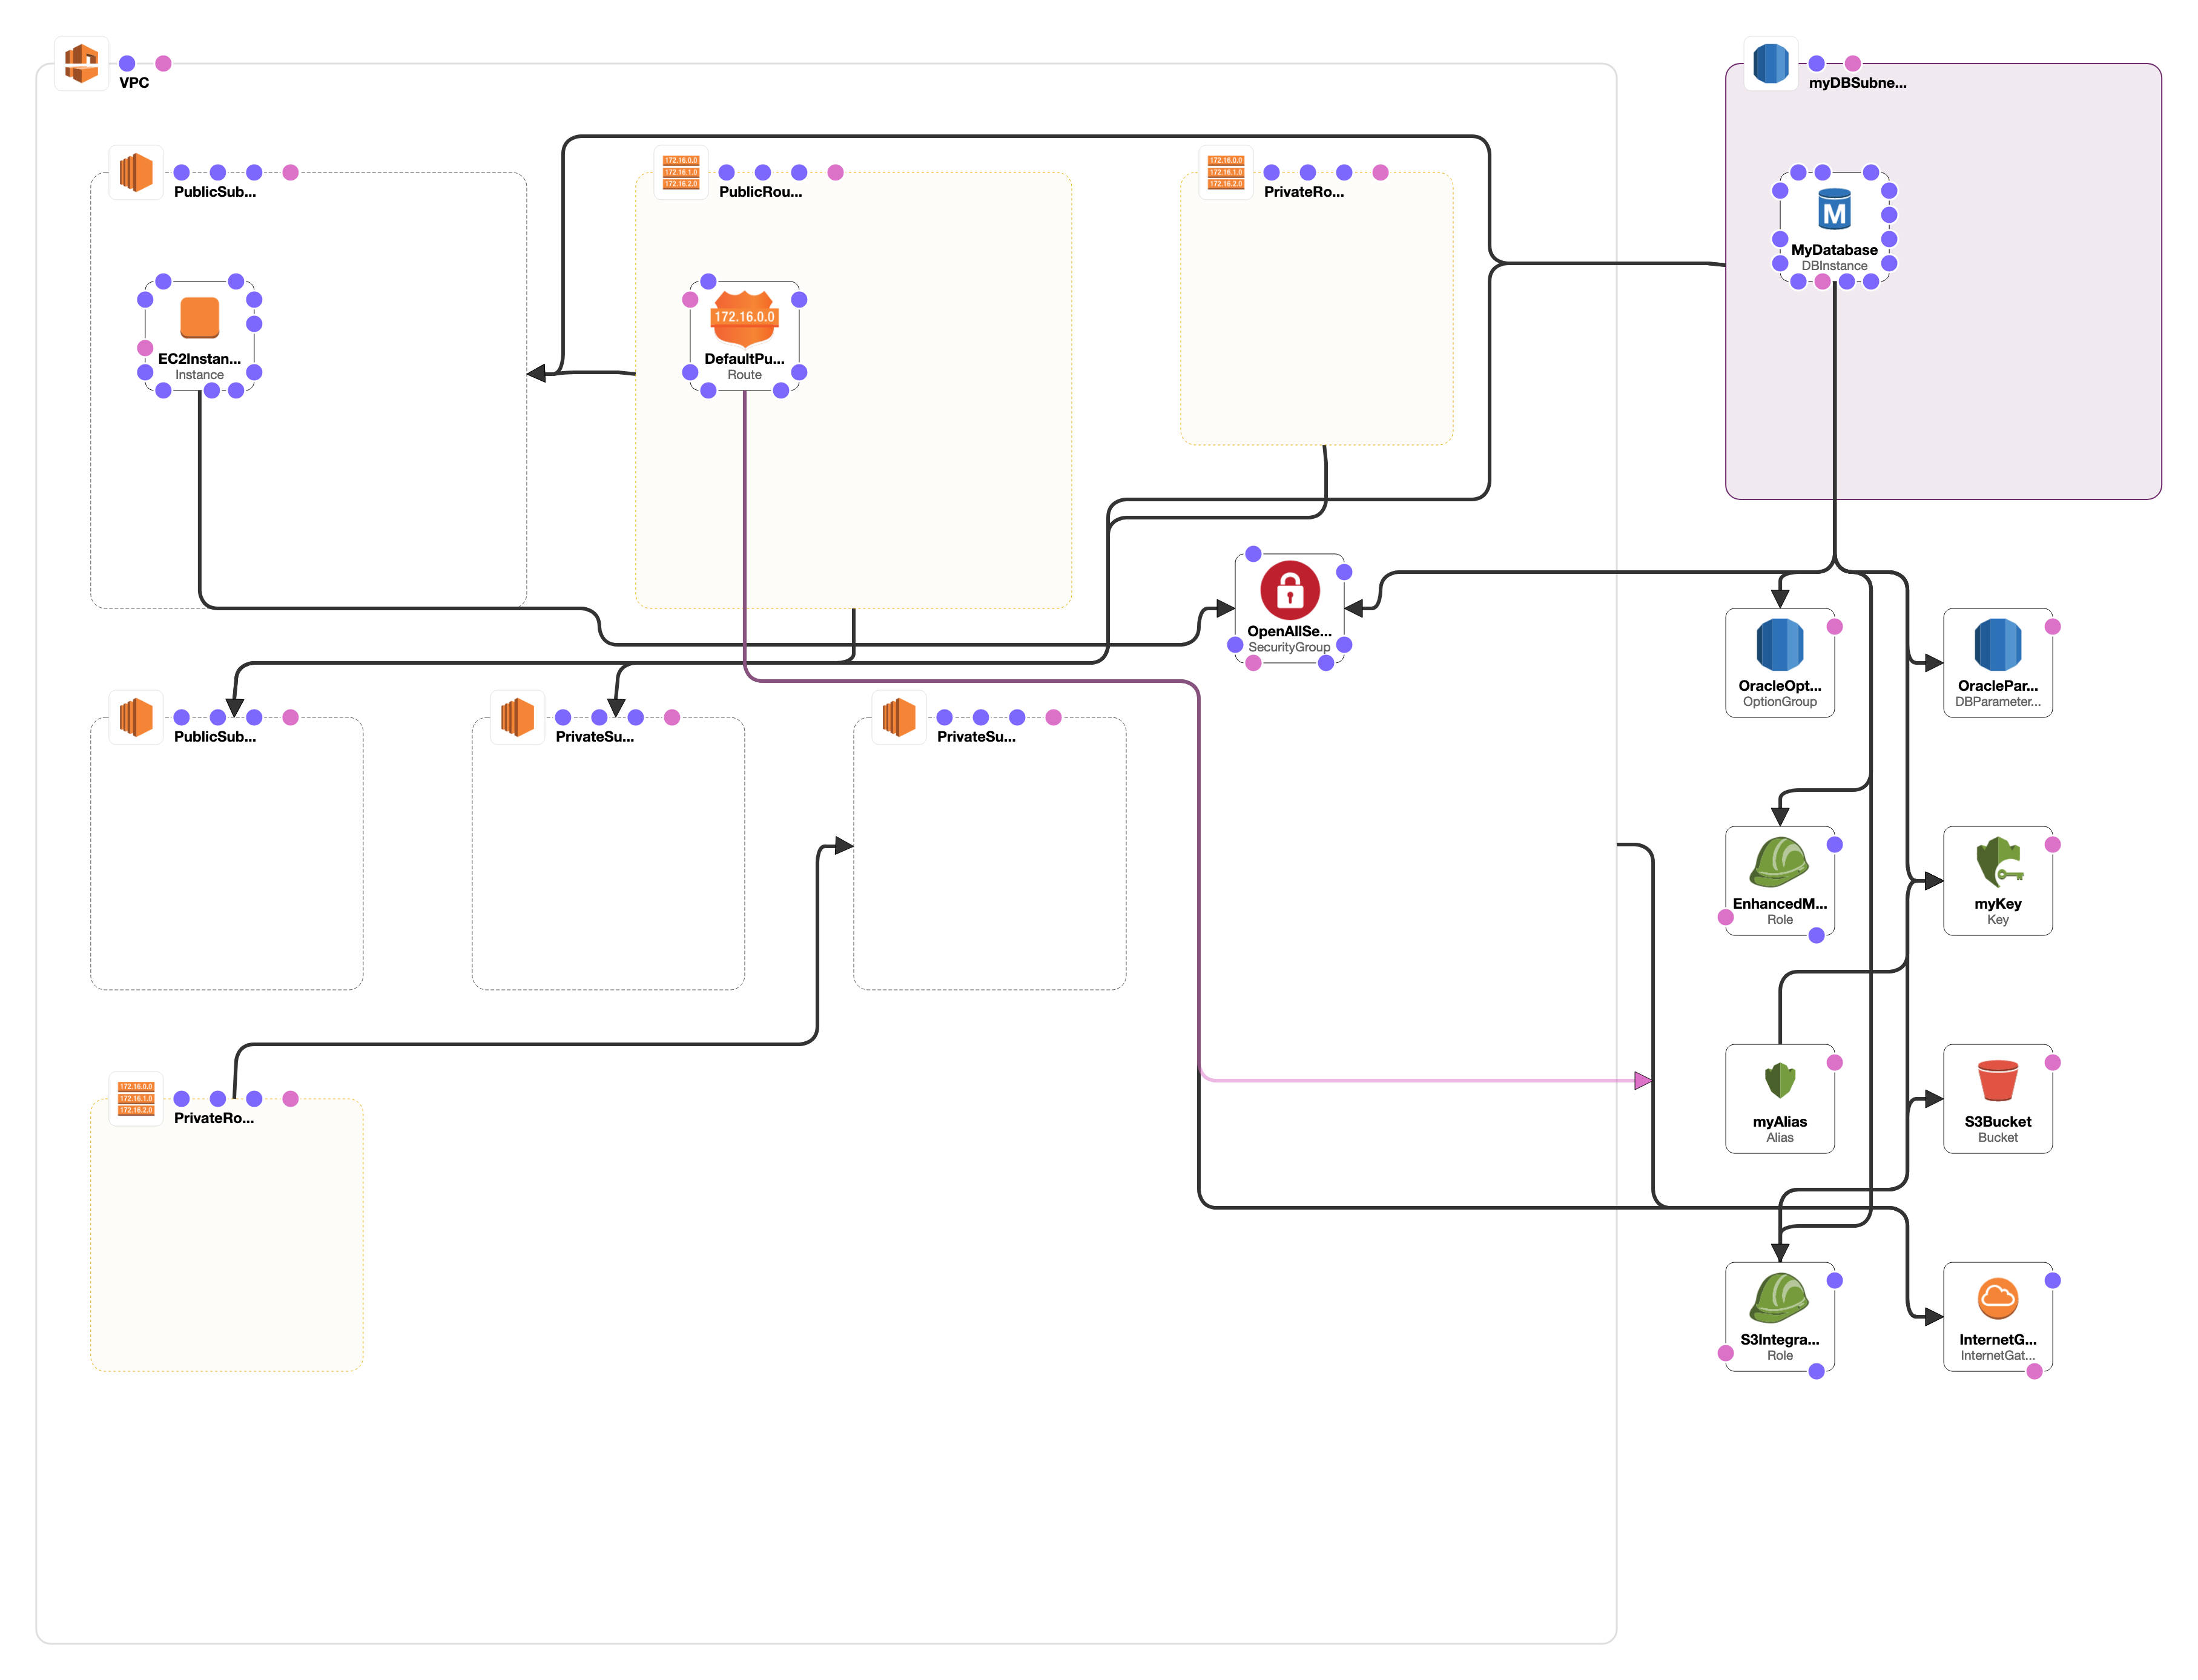 VPC
myDBSubne...
PublicSub...
172.16.0.0
172.16.1.0
172.16.2.0
PublicRou...
172.16.0.0
172.16.1.0
172.16.2.0
PrivateRo...
M
MyDatabase
DBInstance
EC2Instan...
Instance
172.16.0.0
DefaultPu...
Route
OpenAllSe...
SecurityGroup
OracleOpt...
OptionGroup
OraclePar...
DBParameter...
PublicSub...
PrivateSu...
PrivateSu...
EnhancedM...
Role
myKey
Key
172.16.0.0
172.16.1.0
172.16.2.0
PrivateRo...
myAlias
Alias
S3Bucket
Bucket
S3Integra...
Role
InternetG...
InternetGat...